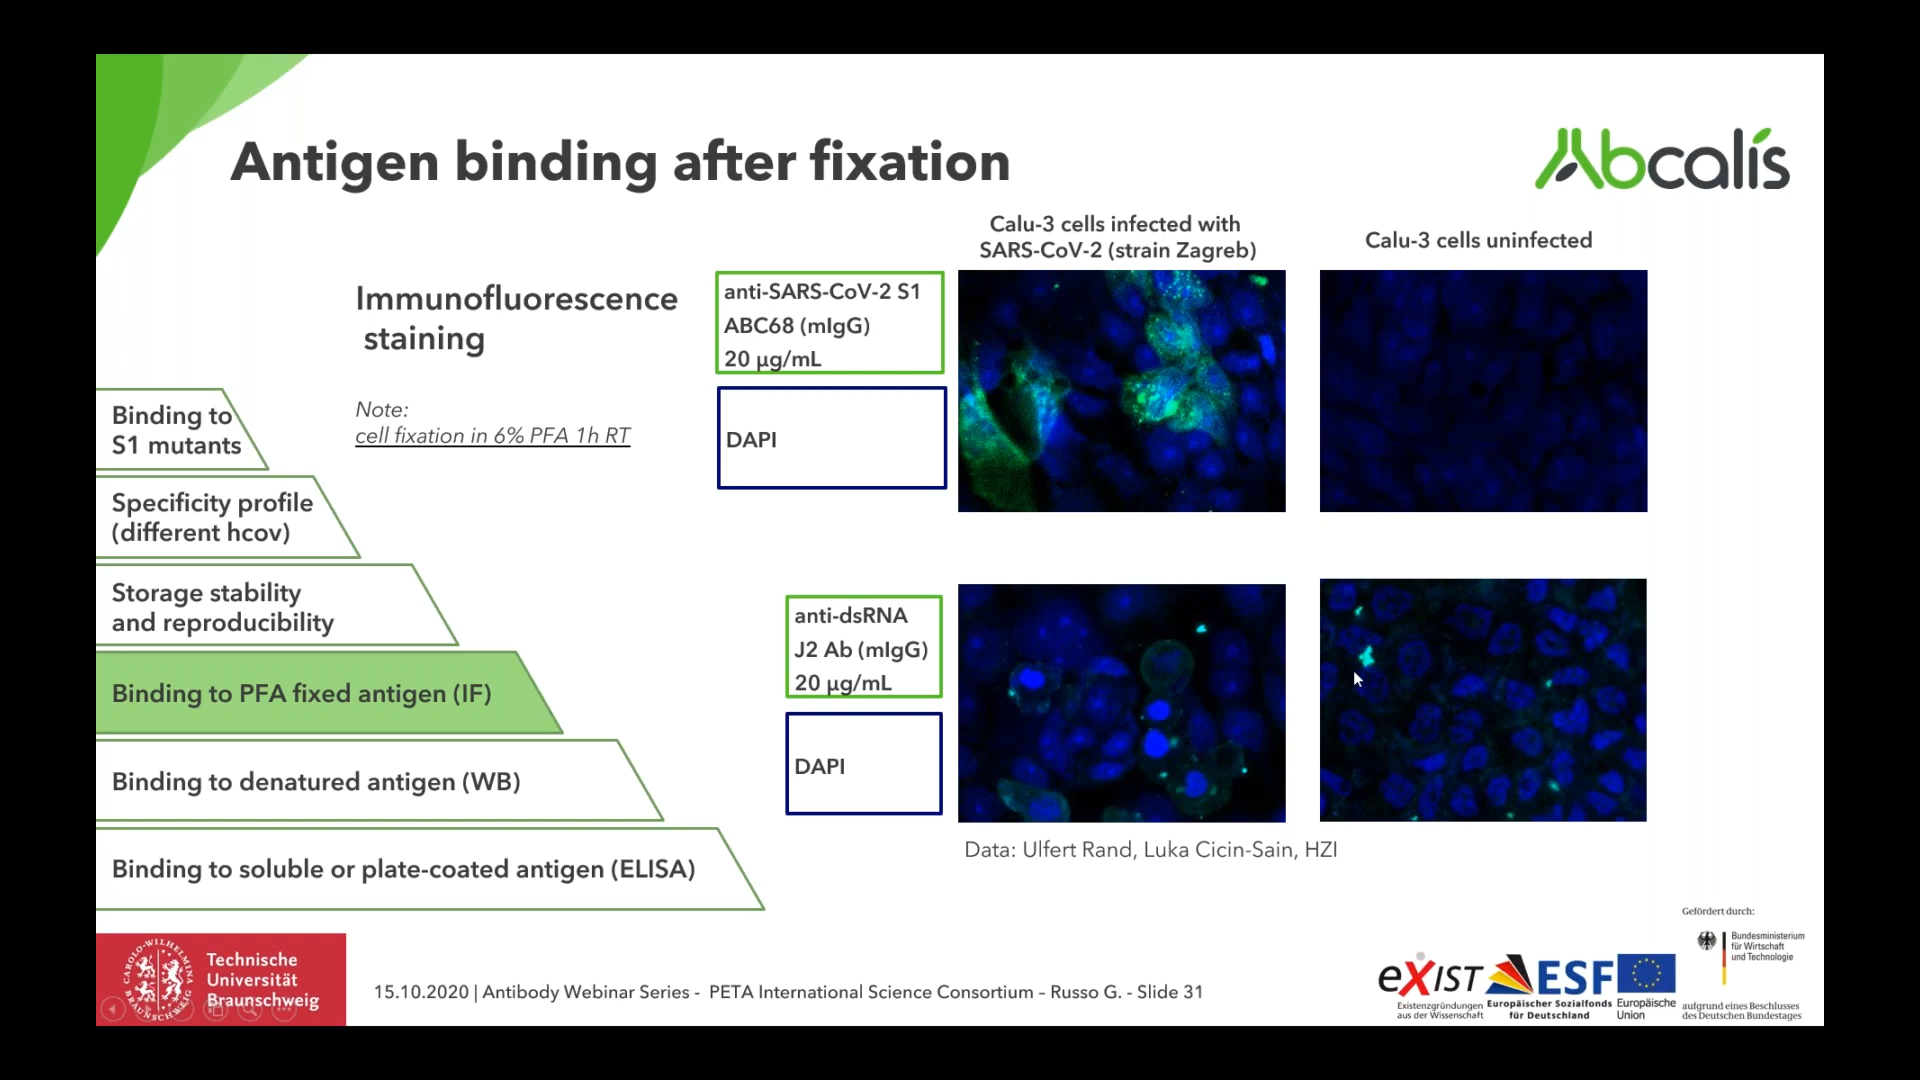 Antigen binding after fixation
Abcalis
Calu-3 cells infected with
SARS-CoV-2 (strain Zagreb)
Calu-3 cells uninfected
Immunofluorescence
staining
Note:
cell fixation in 6% PFA 1h RT
anti-SARS-CoV-2 S1
ABC68 (mIgG)
20 µg/mL
DAPI
anti-dsRNA
J2 Ab (mIgG)
20 µg/mL
DAPI
Data: Ulfert Rand, Luka Cicin-Sain, HZI
Binding to
S1 mutants
Specificity profile
(different hcov)
Storage stability
and reproducibility
Binding to PFA fixed antigen (IF)
Binding to denatured antigen (WB)
Binding to soluble or plate-coated antigen (ELISA)
CAROLO-WILHELMINA
BRAUNSCHWEIG
Technische
Universität
Braunschweig
15.10.2020 | Antibody Webinar Series - PETA International Science Consortium – Russo G. - Slide 31
eXIST
Existenzgründungen
aus der Wissenschaft
ESF
Europäischer Sozialfonds
für Deutschland
Europäische
Union
Gefördert durch:
Bundesministerium
für Wirtschaft
und Technologie
aufgrund eines Beschlusses
des Deutschen Bundestages